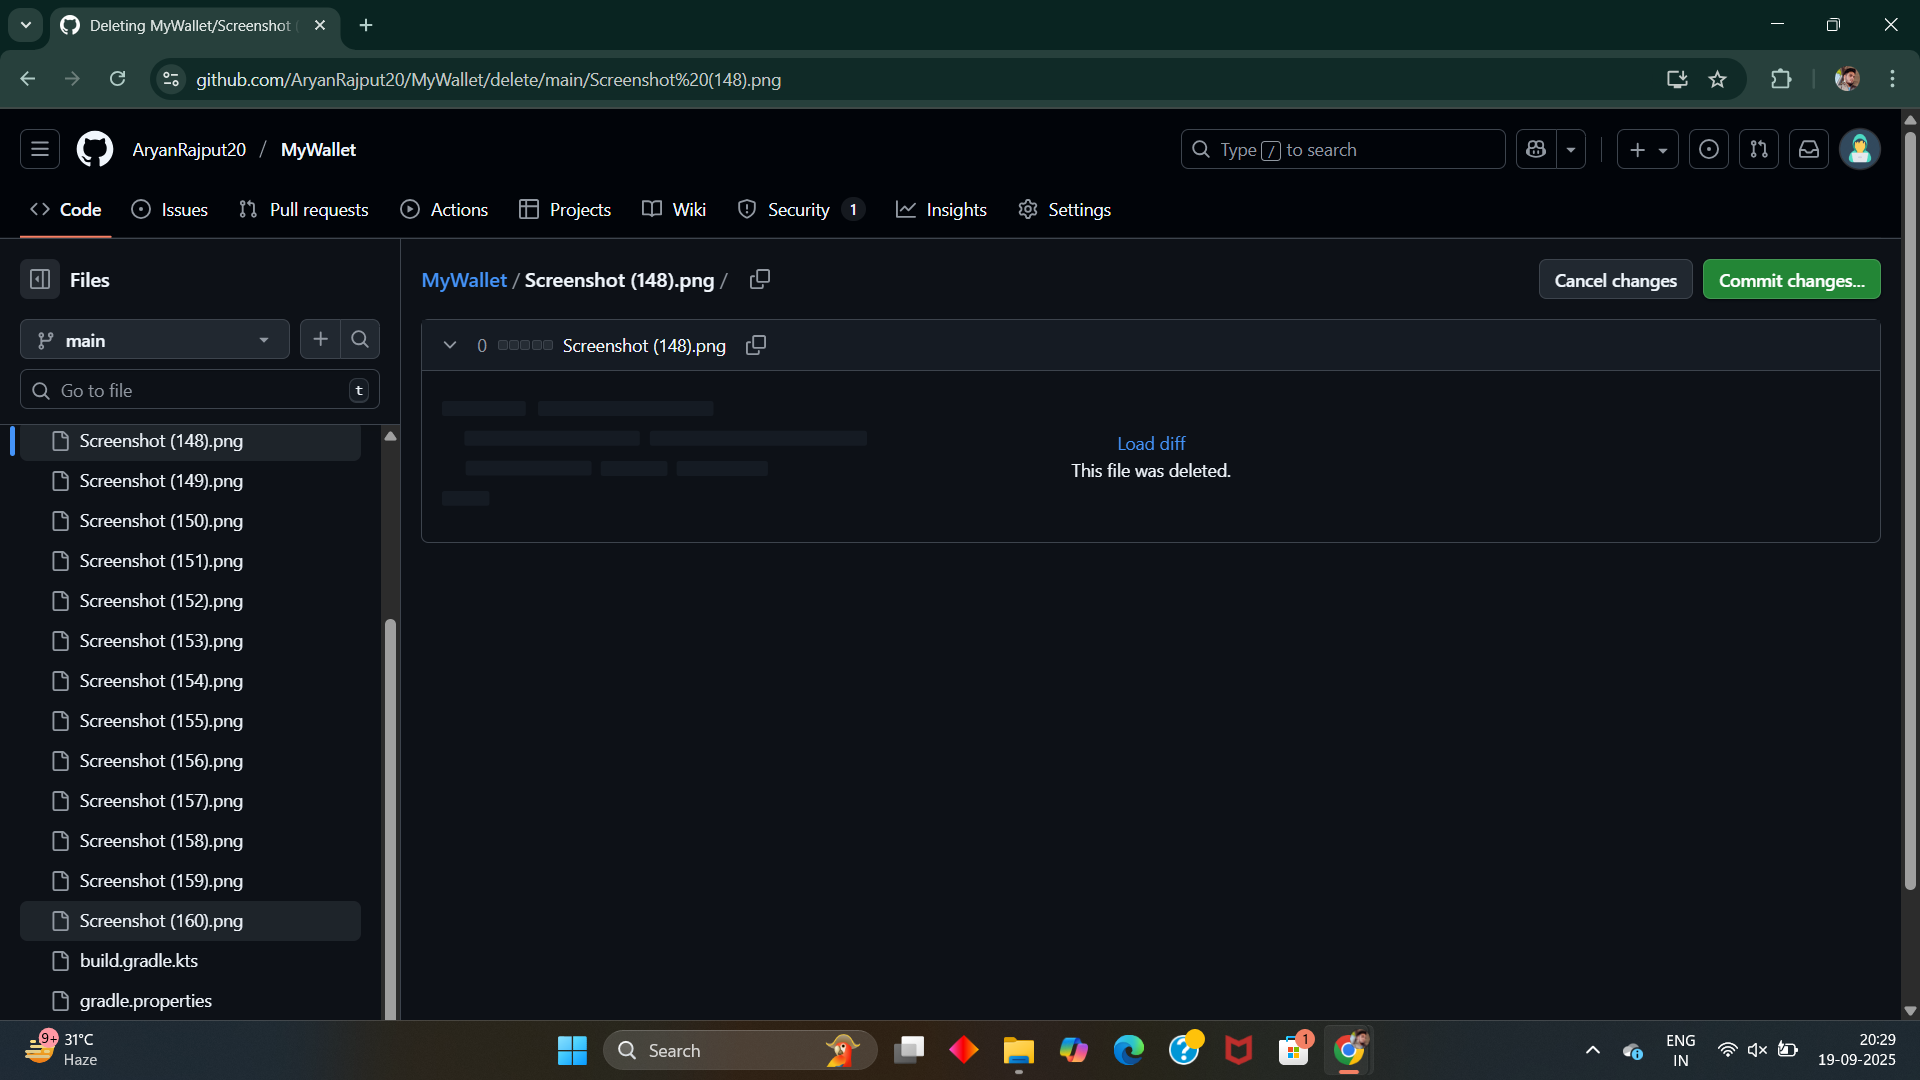 Deleting MyWallet/Screenshot (
github.com/AryanRajput20/MyWallet/delete/main/Screenshot%20(148).png
AryanRajput20 / MyWallet
Type / to search
Code
Issues
Pull requests
Actions
Projects
Wiki
Security 1
Insights
Settings
Files
main
Go to file
t
Screenshot (148).png
Screenshot (149).png
Screenshot (150).png
Screenshot (151).png
Screenshot (152).png
Screenshot (153).png
Screenshot (154).png
Screenshot (155).png
Screenshot (156).png
Screenshot (157).png
Screenshot (158).png
Screenshot (159).png
Screenshot (160).png
build.gradle.kts
gradle.properties
MyWallet / Screenshot (148).png /
Cancel changes
Commit changes...
0 Screenshot (148).png
Load diff
This file was deleted.
9+
31°C
Haze
Search
1
ENG
IN
20:29
19-09-2025